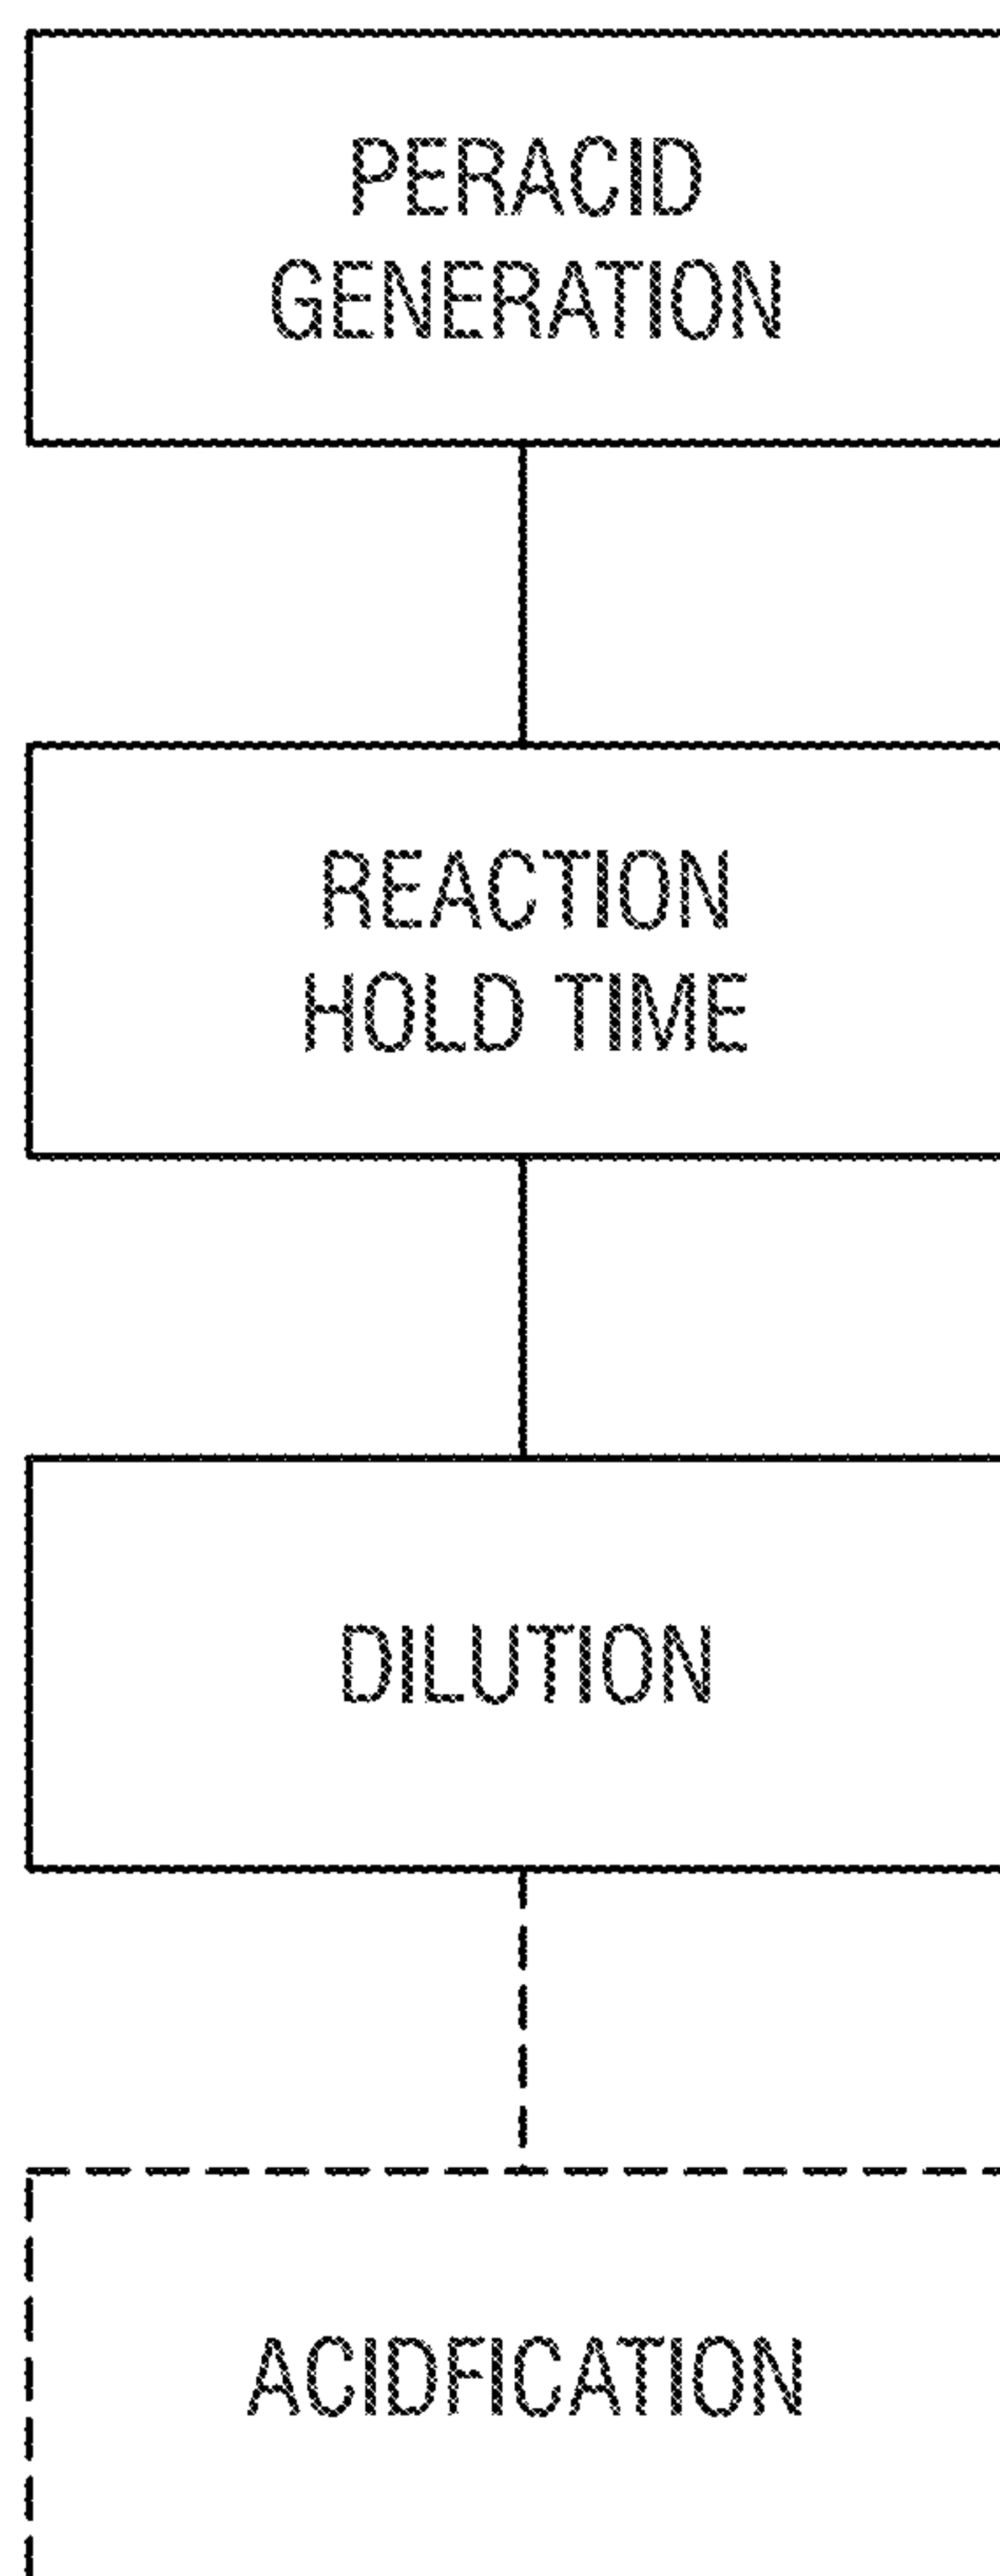 PERACID
GENERATION
REACTION
HOLD TIME
DILUTION
ACIDFICATION